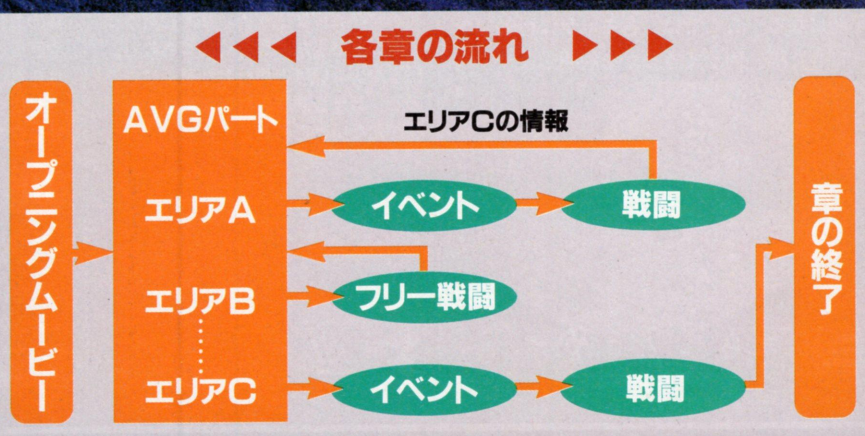 ◀◀◀ 各章の流れ ▶▶▶
オープニングムービー
AVGパート
エリアCの情報
エリアA
イベント
戦闘
エリアB
フリー戦闘
エリアC
イベント
戦闘
章の終了